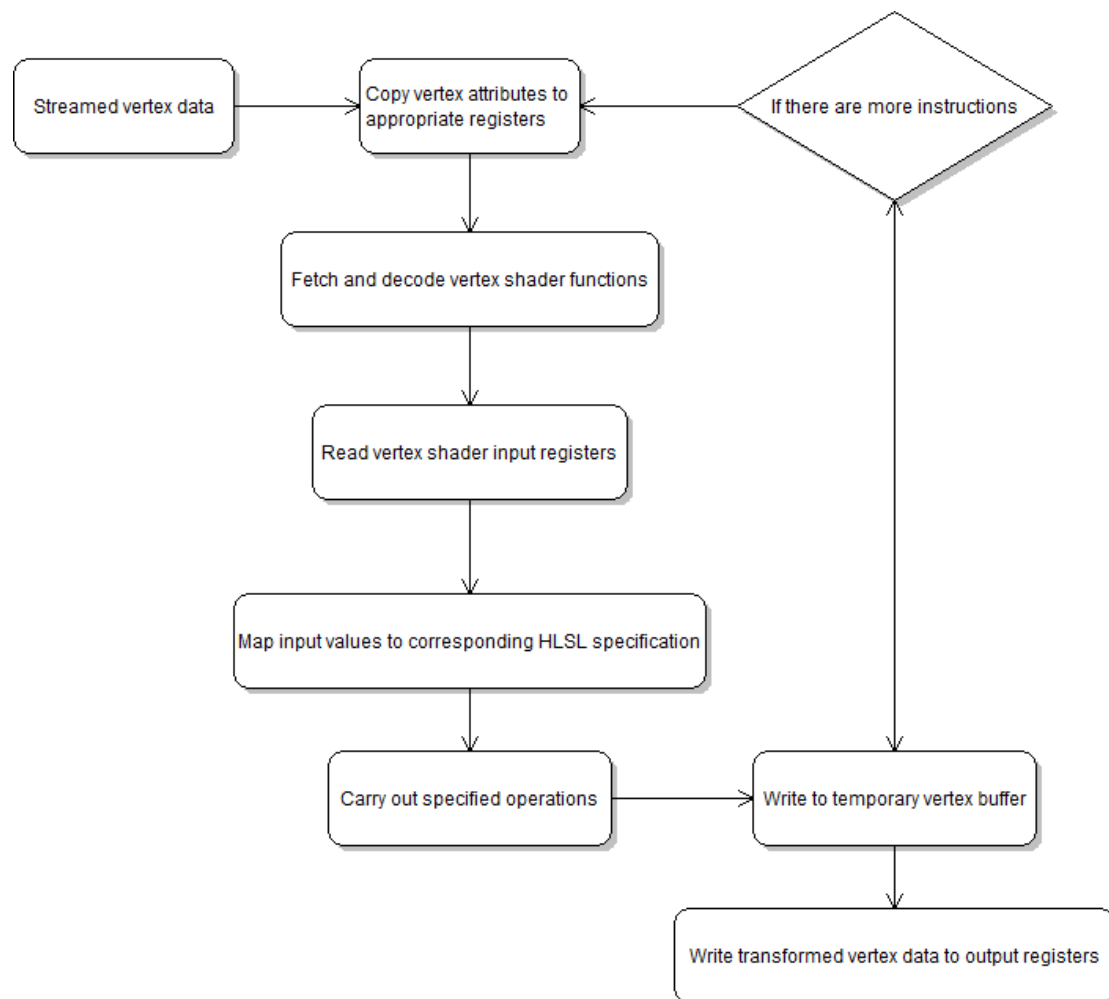 Streamed vertex data
Copy vertex attributes to
appropriate registers
If there are more instructions
Fetch and decode vertex shader functions
Read vertex shader input registers
Map input values to corresponding HLSL specification
Carry out specified operations
Write to temporary vertex buffer
Write transformed vertex data to output registers